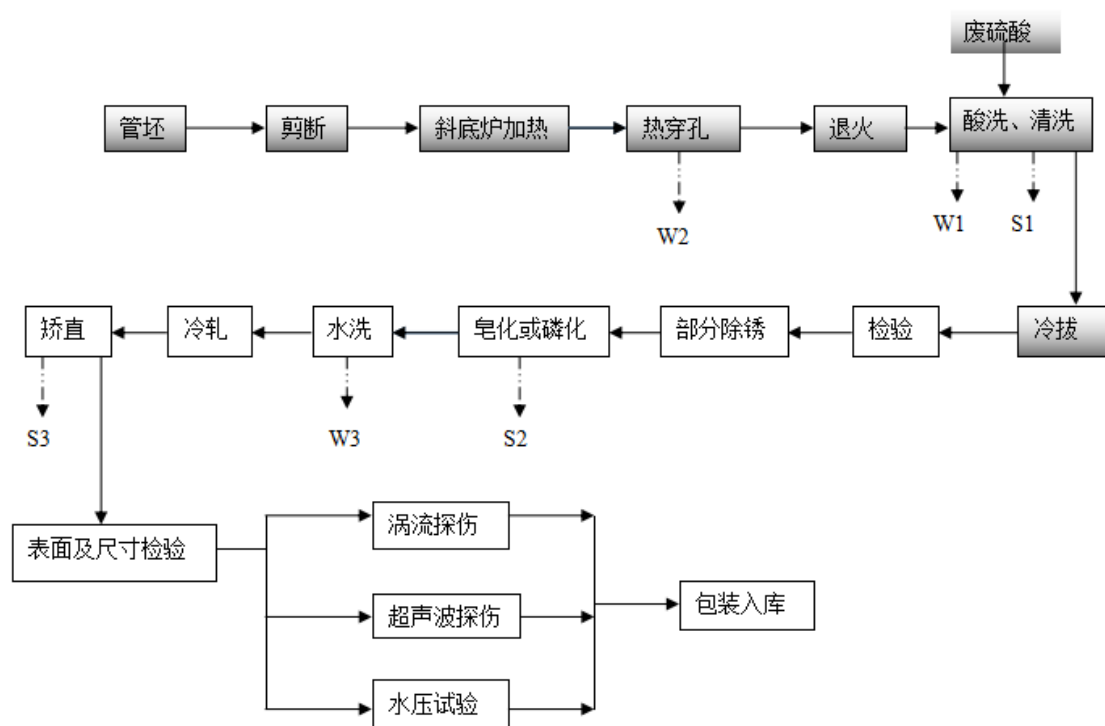 废硫酸
管坯
剪断
斜底炉加热
热穿孔
退火
酸洗、清洗
W2
W1
S1
矫直
冷轧
水洗
皂化或磷化
部分除锈
检验
冷拔
S3
W3
S2
表面及尺寸检验
涡流探伤
超声波探伤
水压试验
包装入库